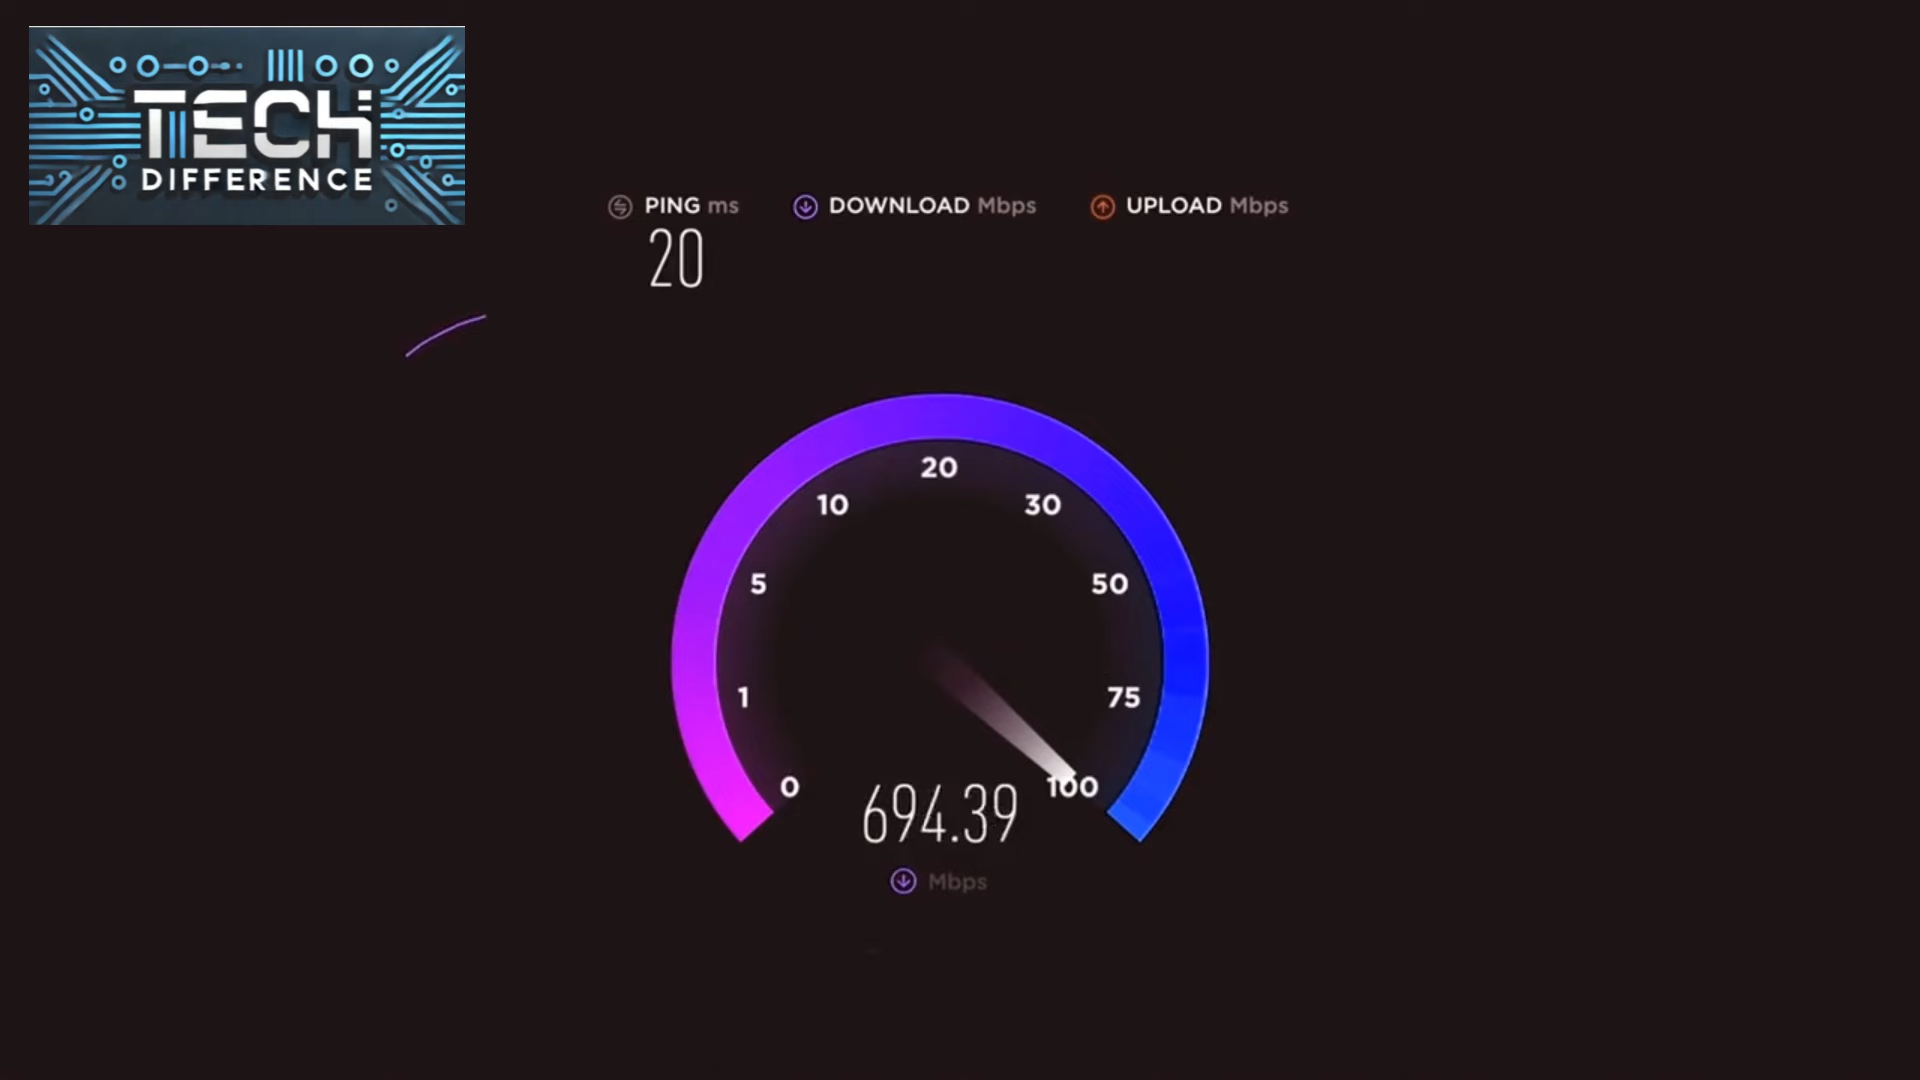 TECH
DIFFERENCE
PING ms
DOWNLOAD Mbps
UPLOAD Mbps
20
20
10
30
5
50
1
75
0
100
694.39
Mbps